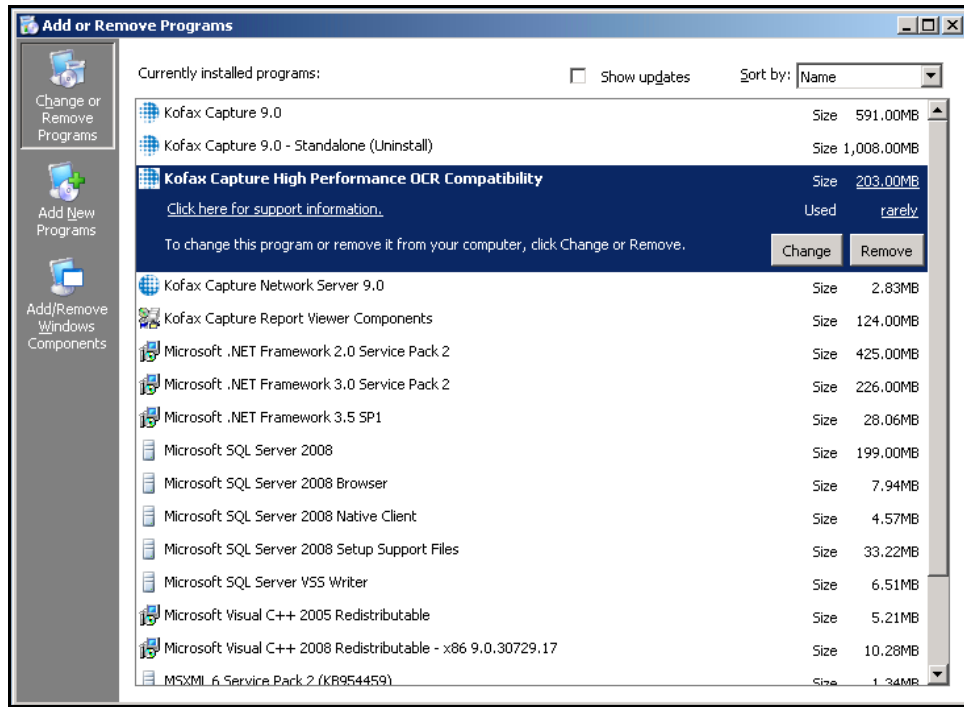 Add or Remove Programs
Change or
Remove
Programs
Add New
Programs
Add/Remove
Windows
Components
Currently installed programs:
Show updates
Sort by: Name
Kofax Capture 9.0 Size 591.00MB
Kofax Capture 9.0 - Standalone (Uninstall) Size 1,008.00MB
Kofax Capture High Performance OCR Compatibility Size 203.00MB
Click here for support information. Used rarely
To change this program or remove it from your computer, click Change or Remove. Change Remove
Kofax Capture Network Server 9.0 Size 2.83MB
Kofax Capture Report Viewer Components Size 124.00MB
Microsoft .NET Framework 2.0 Service Pack 2 Size 425.00MB
Microsoft .NET Framework 3.0 Service Pack 2 Size 226.00MB
Microsoft .NET Framework 3.5 SP1 Size 28.06MB
Microsoft SQL Server 2008 Size 199.00MB
Microsoft SQL Server 2008 Browser Size 7.94MB
Microsoft SQL Server 2008 Native Client Size 4.57MB
Microsoft SQL Server 2008 Setup Support Files Size 33.22MB
Microsoft SQL Server VSS Writer Size 6.51MB
Microsoft Visual C++ 2005 Redistributable Size 5.21MB
Microsoft Visual C++ 2008 Redistributable - x86 9.0.30729.17 Size 10.28MB
MSXML 6 Service Pack 2 (KB954459) Size 1.34MB